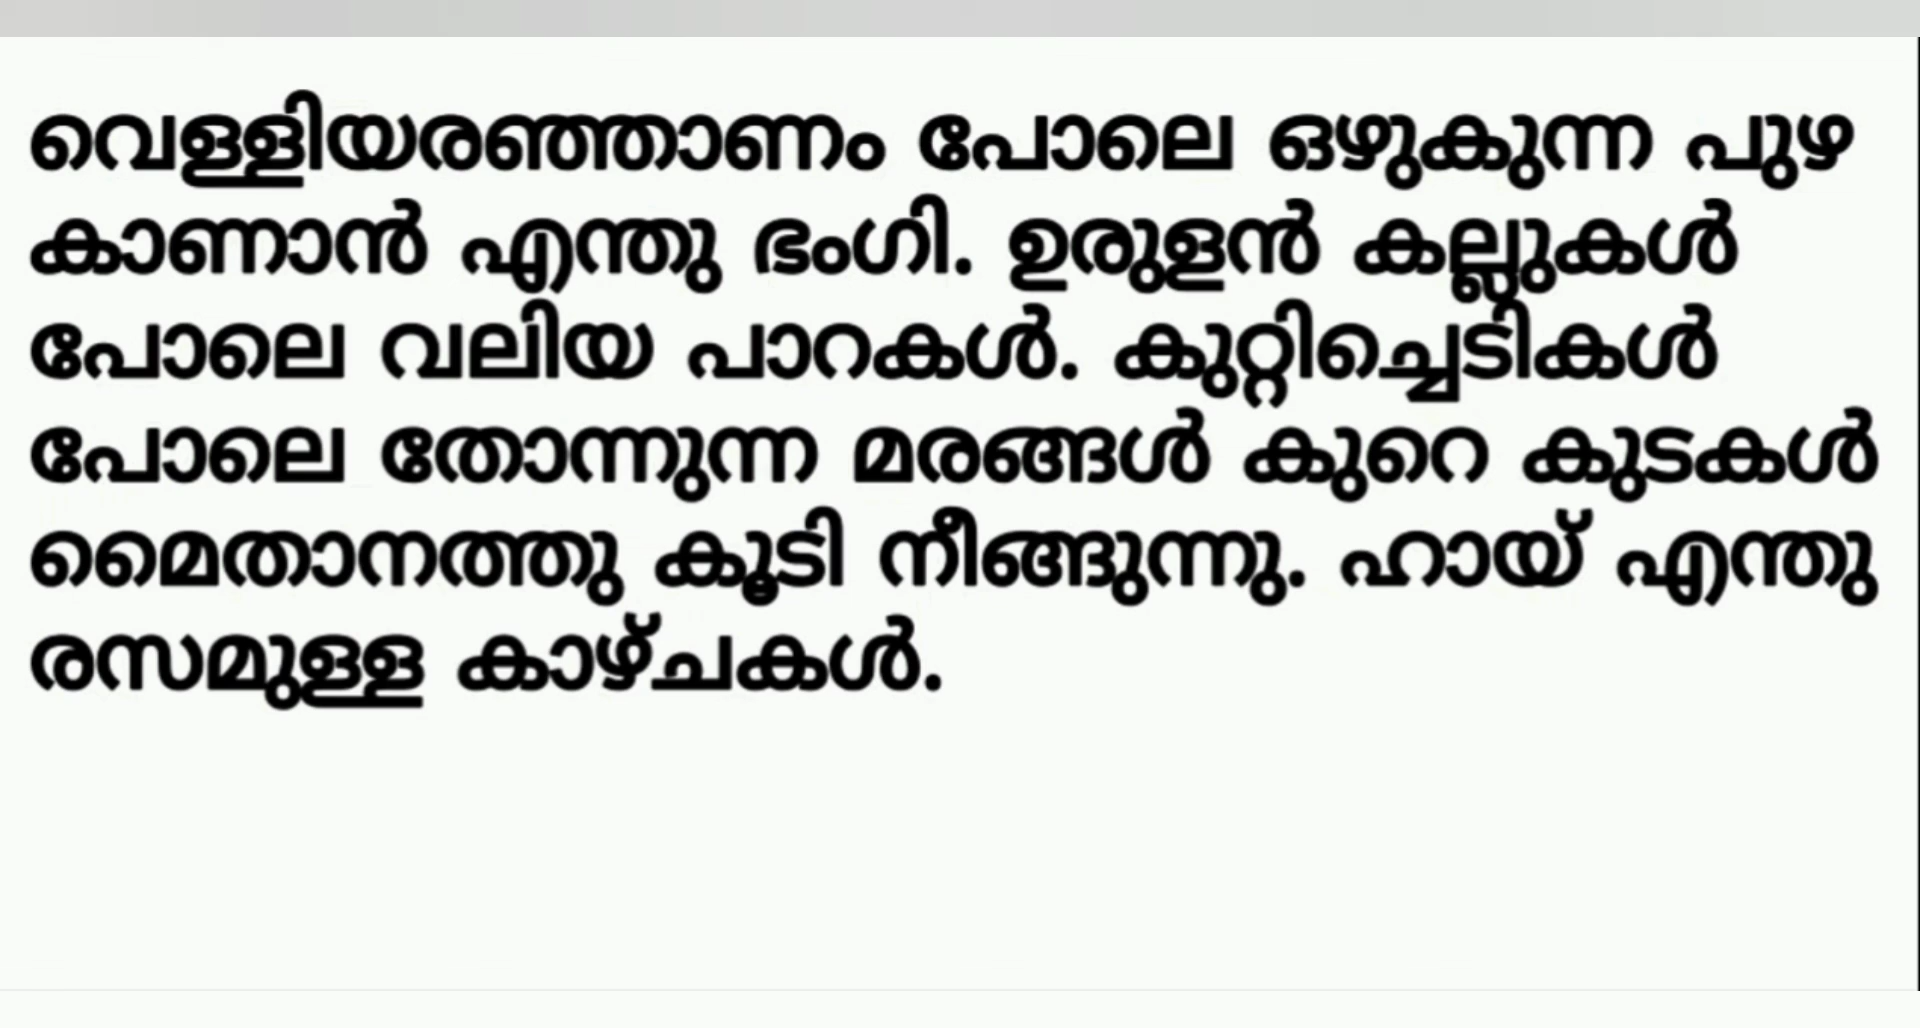 വെള്ളിയരഞ്ഞാണം പോലെ ഒഴുകുന്ന പുഴ
കാണാൻ എന്തു ഭംഗി. ഉരുളൻ കല്ലുകൾ
പോലെ വലിയ പാറകൾ. കുറ്റിച്ചെടികൾ
പോലെ തോന്നുന്ന മരങ്ങൾ കുറെ കുടകൾ
മൈതാനത്തു കൂടി നീങ്ങുന്നു. ഹായ് എന്തു
രസമുള്ള കാഴ്ചകൾ.